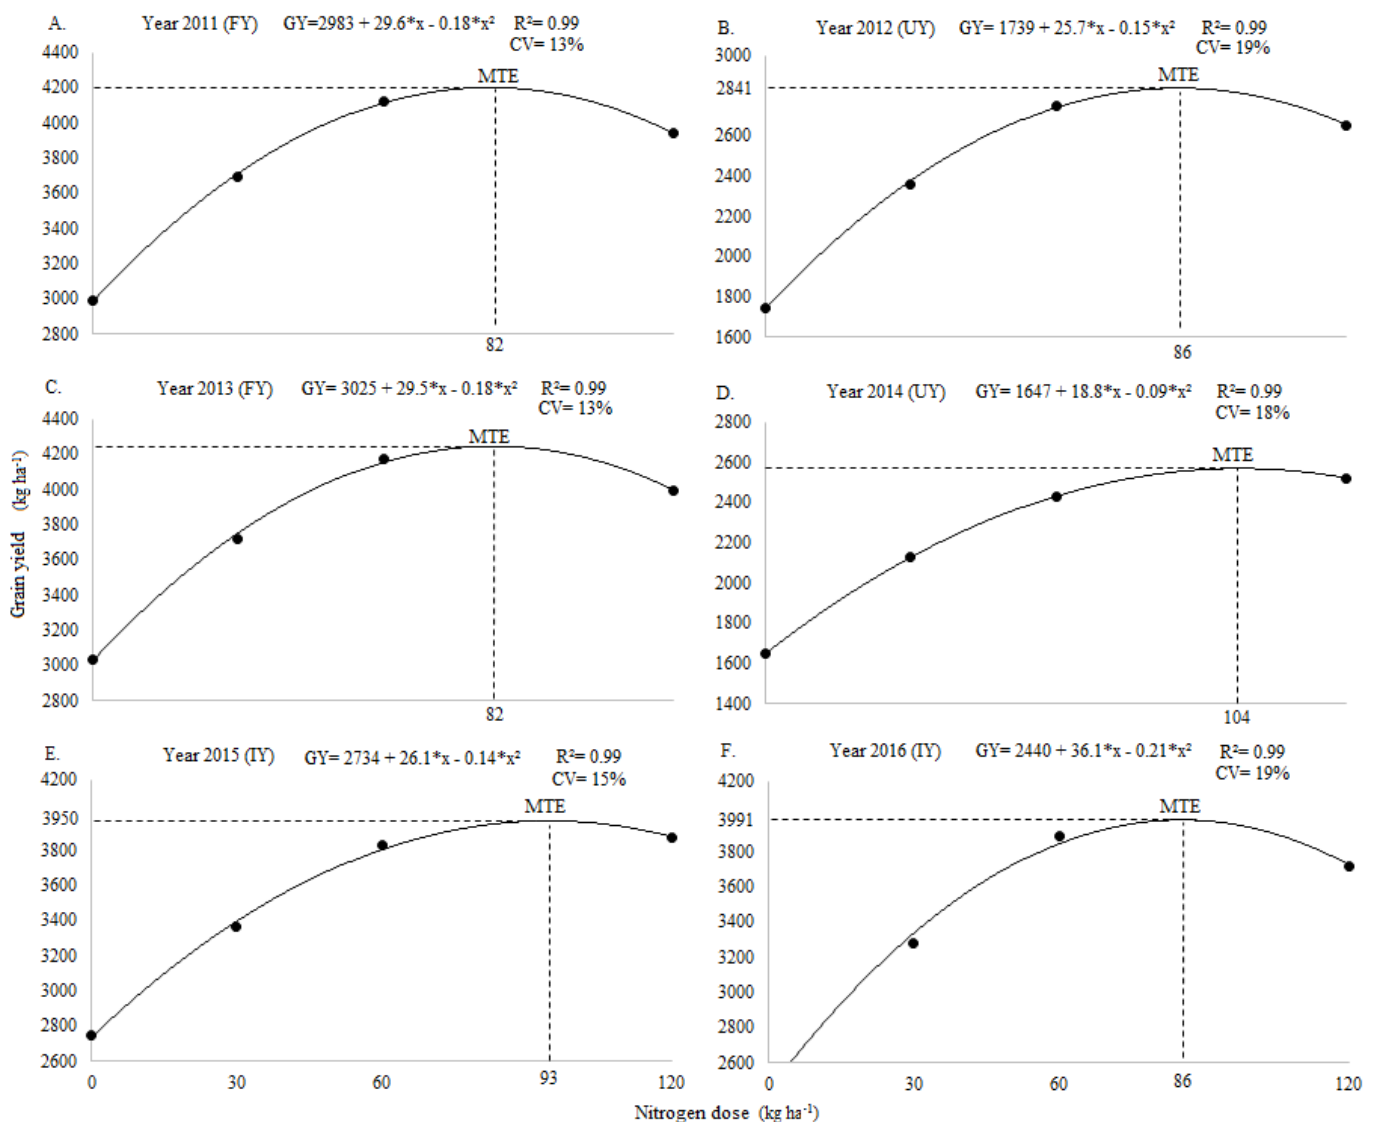 A. Year 2011 (FY) GY=2983 + 29.6*x - 0.18*x² R²= 0.99
CV= 13%
4400
4200
4000
3800
3600
3400
3200
3000
2800
MTE
82
B. Year 2012 (UY) GY= 1739 + 25.7*x - 0.15*x² R²= 0.99
CV= 19%
3000
2841
2600
2400
2200
2000
1800
1600
MTE
86
C. Year 2013 (FY) GY= 3025 + 29.5*x - 0.18*x² R²= 0.99
CV= 13%
4400
4200
4000
3800
3600
3400
3200
3000
2800
MTE
82
D. Year 2014 (UY) GY= 1647 + 18.8*x - 0.09*x² R²= 0.99
CV= 18%
2800
2600
2400
2200
2000
1800
1600
1400
MTE
104
Grain yield (kg ha⁻¹)
E. Year 2015 (IY) GY= 2734 + 26.1*x - 0.14*x² R²= 0.99
CV= 15%
4200
3950
3800
3600
3400
3200
3000
2800
2600
MTE
0 30 60 93 120
F. Year 2016 (IY) GY= 2440 + 36.1*x - 0.21*x² R²= 0.99
CV= 19%
4200
3991
3800
3600
3400
3200
3000
2800
2600
MTE
0 30 60 86 120
Nitrogen dose (kg ha⁻¹)